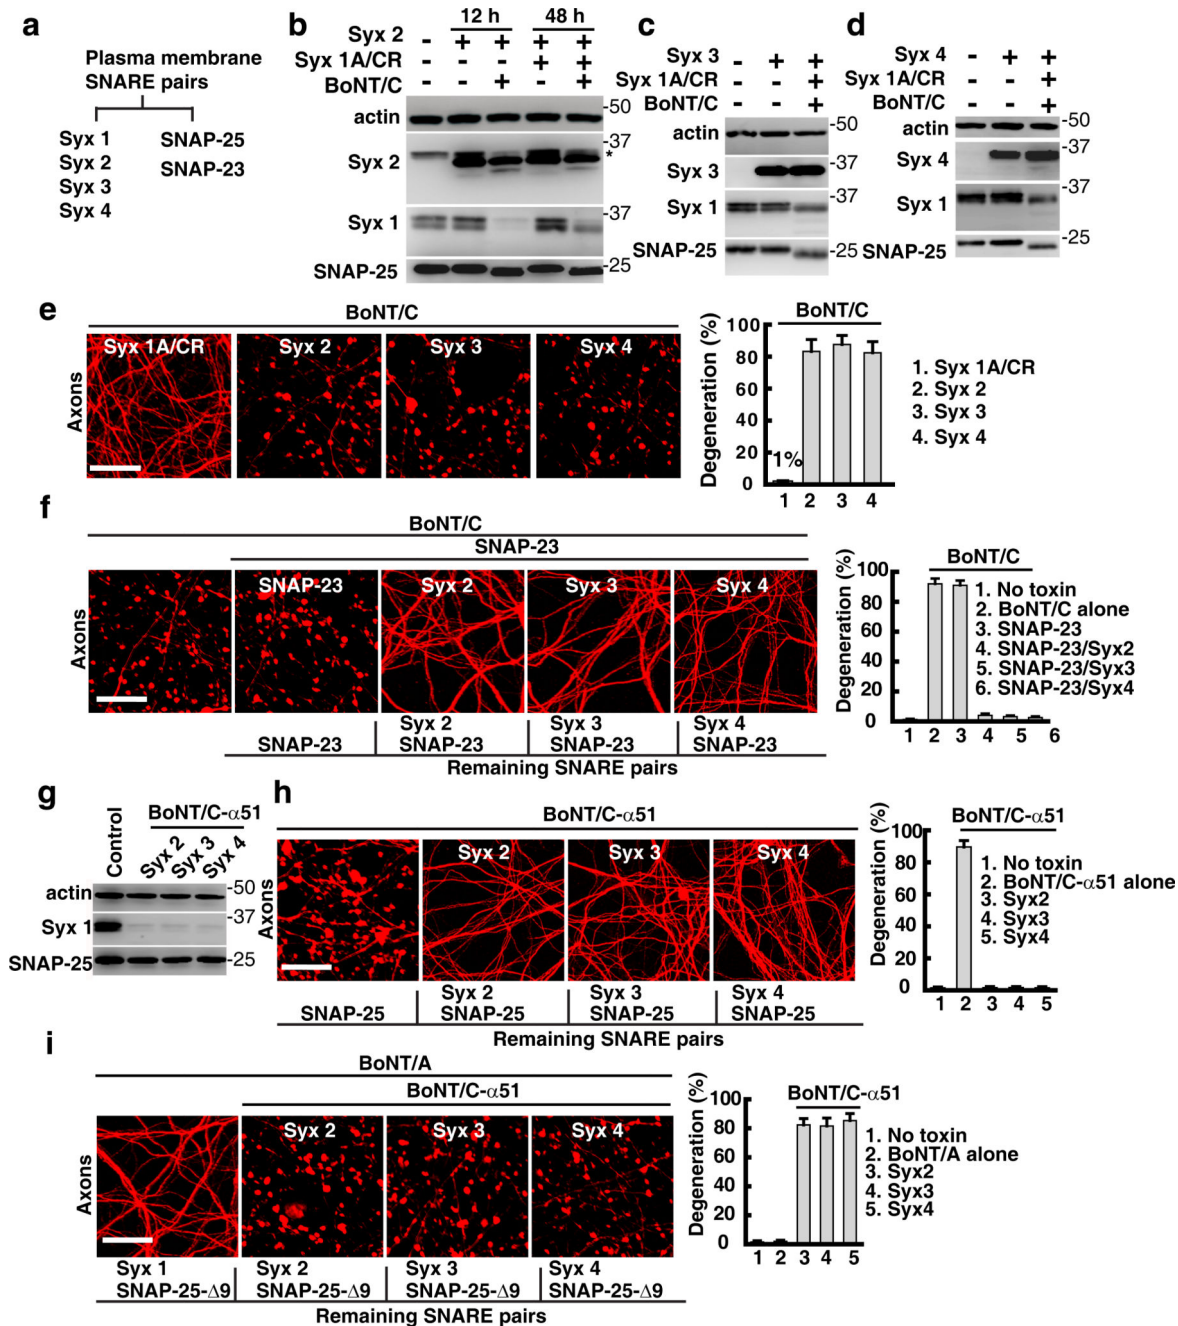 a
Plasma membrane
SNARE pairs
Syx 1
Syx 2
Syx 3
Syx 4
SNAP-25
SNAP-23
b
12 h
48 h
Syx 2 - + + + +
Syx 1A/CR - - - + +
BoNT/C - - + - +
actin
-50
Syx 2
-37
*
Syx 1
-37
SNAP-25
-25
c
Syx 3 - + +
Syx 1A/CR - - +
BoNT/C - - +
actin
-50
Syx 3
-37
Syx 1
-37
SNAP-25
-25
d
Syx 4 - + +
Syx 1A/CR - - +
BoNT/C - - +
actin
-50
Syx 4
-37
Syx 1
-37
SNAP-25
-25
e
BoNT/C
Axons
Syx 1A/CR
Syx 2
Syx 3
Syx 4
Degeneration (%)
BoNT/C
100
80
60
40
20
0
1%
1 2 3 4
1. Syx 1A/CR
2. Syx 2
3. Syx 3
4. Syx 4
f
BoNT/C
SNAP-23
Axons
SNAP-23
Syx 2
Syx 3
Syx 4
SNAP-23
Syx 2
SNAP-23
Syx 3
SNAP-23
Syx 4
SNAP-23
Remaining SNARE pairs
Degeneration (%)
BoNT/C
100
80
60
40
20
0
1 2 3 4 5 6
1. No toxin
2. BoNT/C alone
3. SNAP-23
4. SNAP-23/Syx2
5. SNAP-23/Syx3
6. SNAP-23/Syx4
g
BoNT/C-α51
Control
Syx 2
Syx 3
Syx 4
actin
-50
Syx 1
-37
SNAP-25
-25
h
BoNT/C-α51
Axons
Syx 2
Syx 3
Syx 4
SNAP-25
Syx 2
SNAP-25
Syx 3
SNAP-25
Syx 4
SNAP-25
Remaining SNARE pairs
Degeneration (%)
BoNT/C-α51
100
80
60
40
20
0
1 2 3 4 5
1. No toxin
2. BoNT/C-α51 alone
3. Syx2
4. Syx3
5. Syx4
i
BoNT/A
BoNT/C-α51
Axons
Syx 2
Syx 3
Syx 4
Syx 1
SNAP-25-Δ9
Syx 2
SNAP-25-Δ9
Syx 3
SNAP-25-Δ9
Syx 4
SNAP-25-Δ9
Remaining SNARE pairs
Degeneration (%)
BoNT/C-α51
100
80
60
40
20
0
1 2 3 4 5
1. No toxin
2. BoNT/A alone
3. Syx2
4. Syx3
5. Syx4